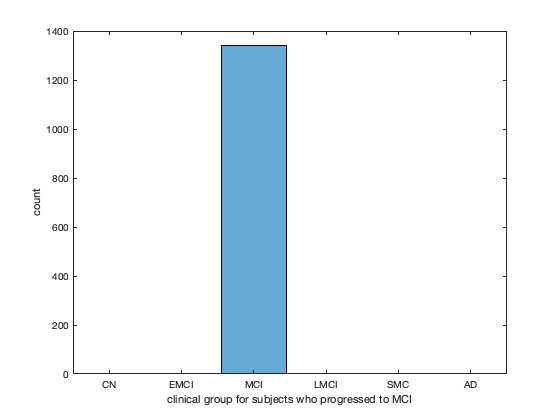 1400
1200
1000
800
600
400
200
0
count
CN EMCI MCI LMCI SMC AD
clinical group for subjects who progressed to MCI